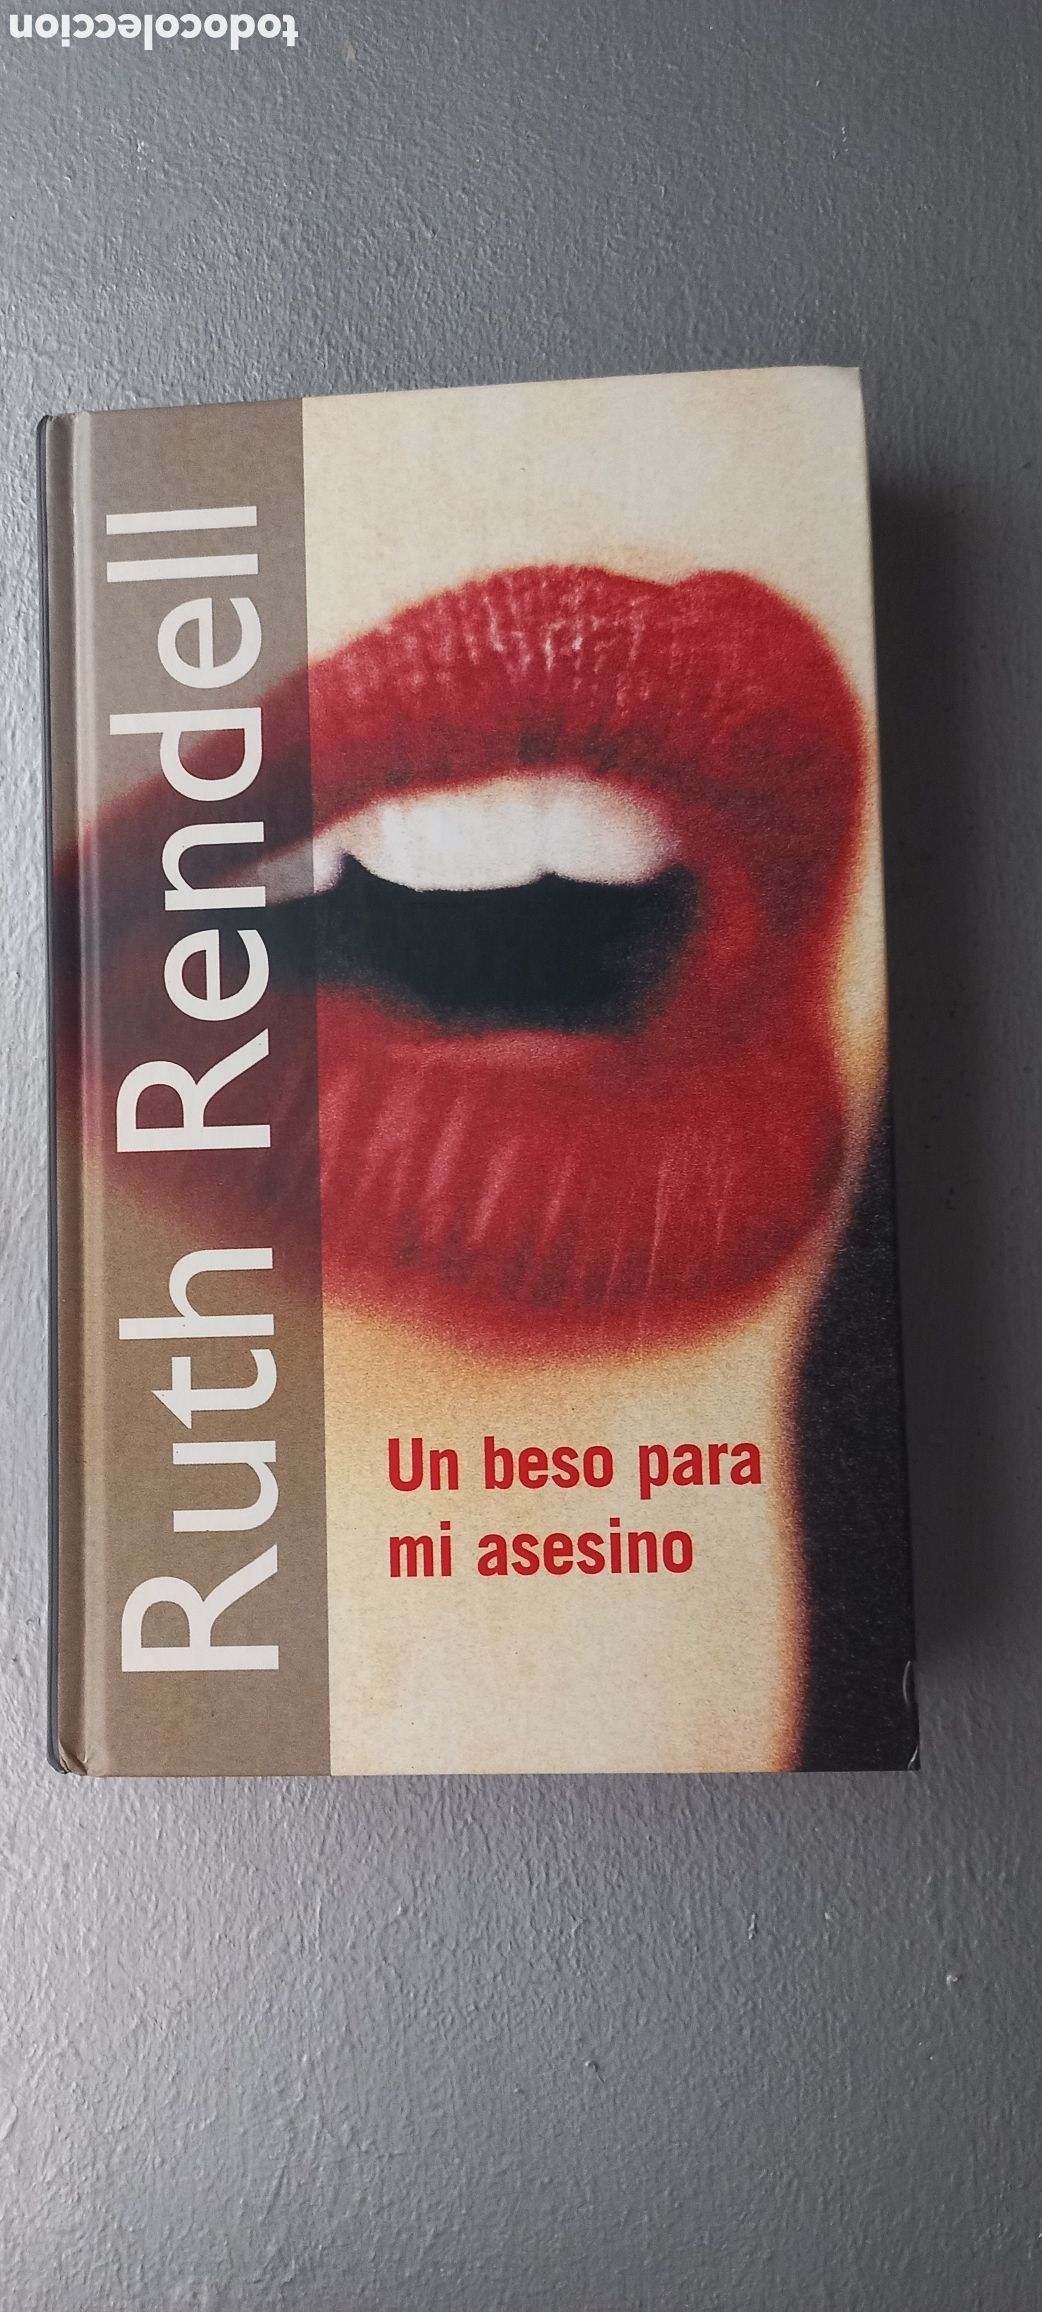 todocoleccion
Ruth Rendell
Un beso para
mi asesino